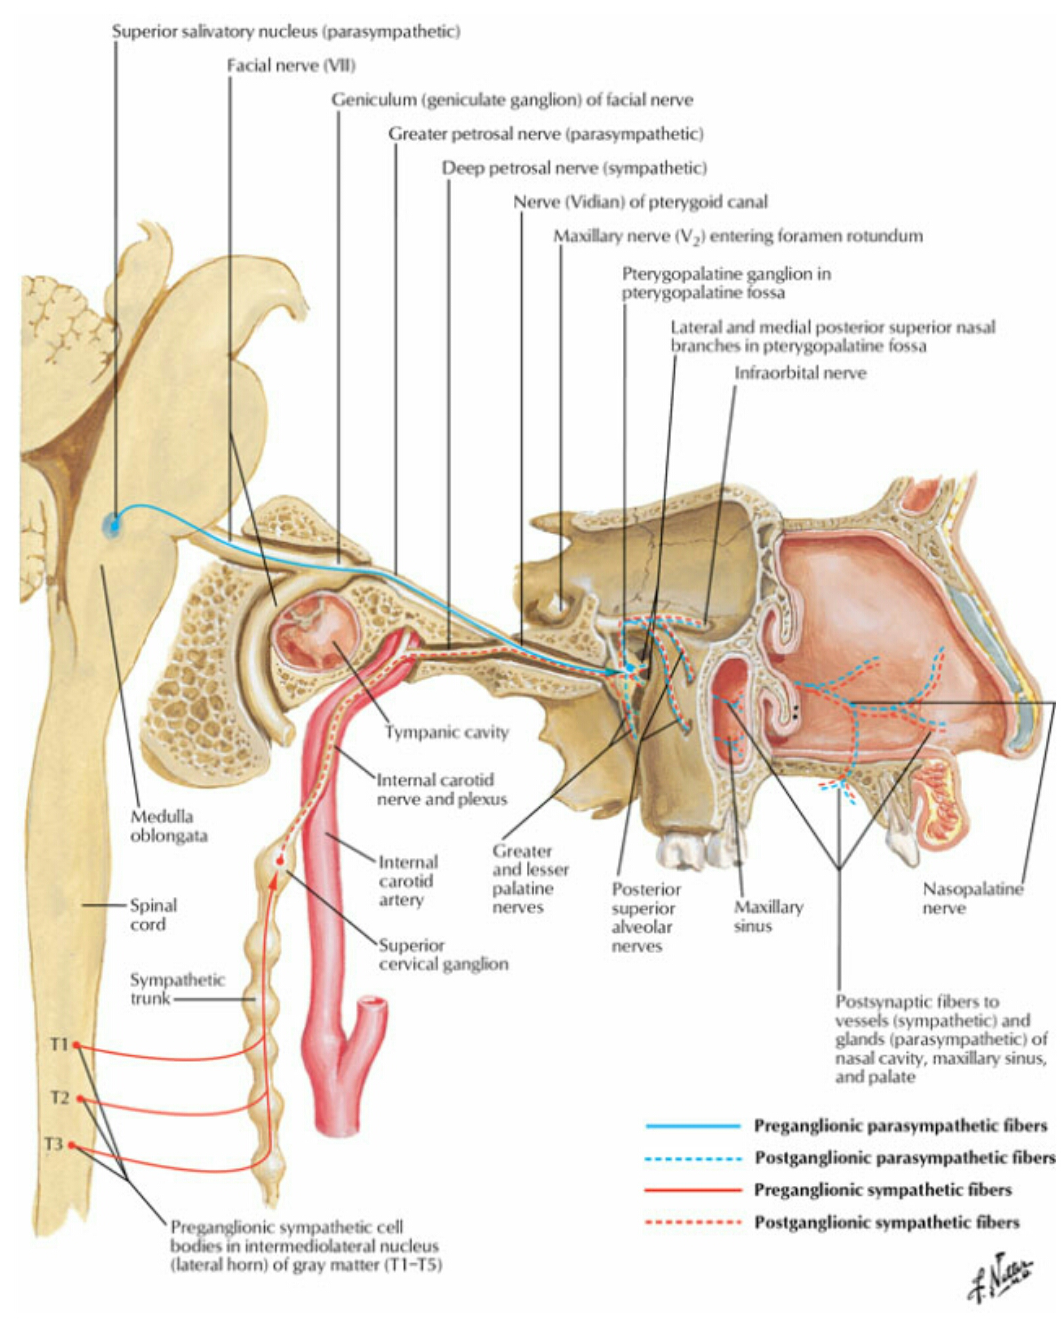 Superior salivatory nucleus (parasympathetic)
Facial nerve (VII)
Geniculum (geniculate ganglion) of facial nerve
Greater petrosal nerve (parasympathetic)
Deep petrosal nerve (sympathetic)
Nerve (Vidian) of pterygoid canal
Maxillary nerve (V₂) entering foramen rotundum
Pterygopalatine ganglion in
pterygopalatine fossa
Lateral and medial posterior superior nasal
branches in pterygopalatine fossa
Infraorbital nerve
Tympanic cavity
Internal carotid
nerve and plexus
Medulla
oblongata
Internal
carotid
artery
Greater
and lesser
palatine
nerves
Posterior
superior
alveolar
nerves
Maxillary
sinus
Nasopalatine
nerve
Spinal
cord
Superior
cervical ganglion
Sympathetic
trunk
Postsynaptic fibers to
vessels (sympathetic) and
glands (parasympathetic) of
nasal cavity, maxillary sinus,
and palate
T1
T2
T3
Preganglionic parasympathetic fibers
Postganglionic parasympathetic fibers
Preganglionic sympathetic fibers
Postganglionic sympathetic fibers
Preganglionic sympathetic cell
bodies in intermediolateral nucleus
(lateral horn) of gray matter (T1–T5)
F. Netter